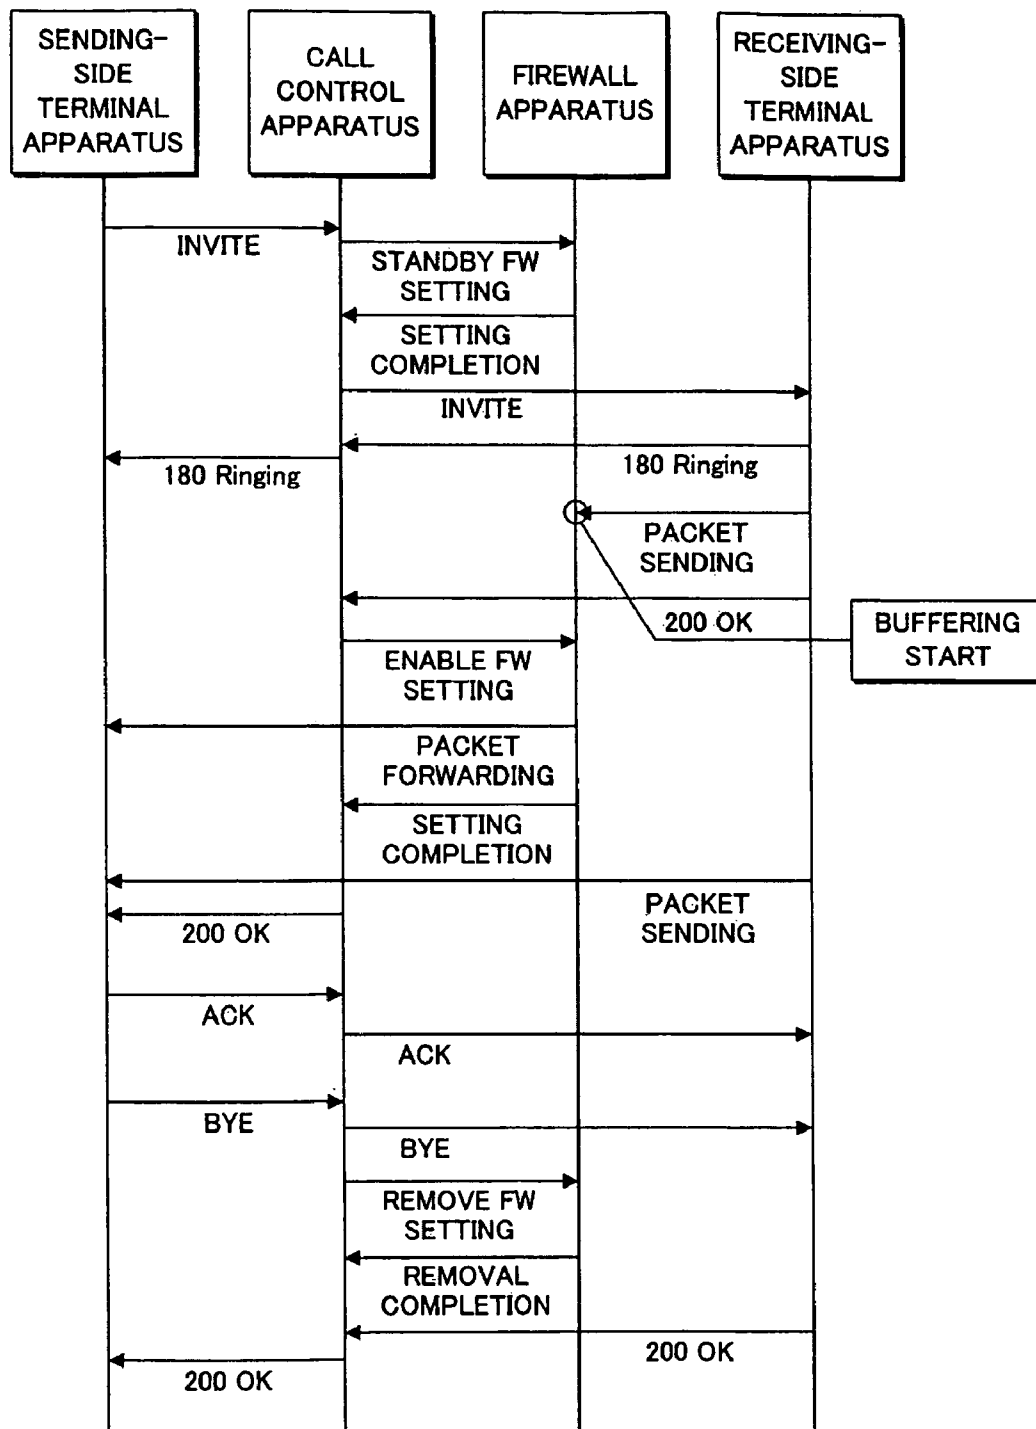 SENDING-
SIDE
TERMINAL
APPARATUS
CALL
CONTROL
APPARATUS
FIREWALL
APPARATUS
RECEIVING-
SIDE
TERMINAL
APPARATUS
INVITE
STANDBY FW
SETTING
SETTING
COMPLETION
INVITE
180 Ringing
180 Ringing
PACKET
SENDING
200 OK
BUFFERING
START
ENABLE FW
SETTING
PACKET
FORWARDING
SETTING
COMPLETION
PACKET
SENDING
200 OK
ACK
ACK
BYE
BYE
REMOVE FW
SETTING
REMOVAL
COMPLETION
200 OK
200 OK